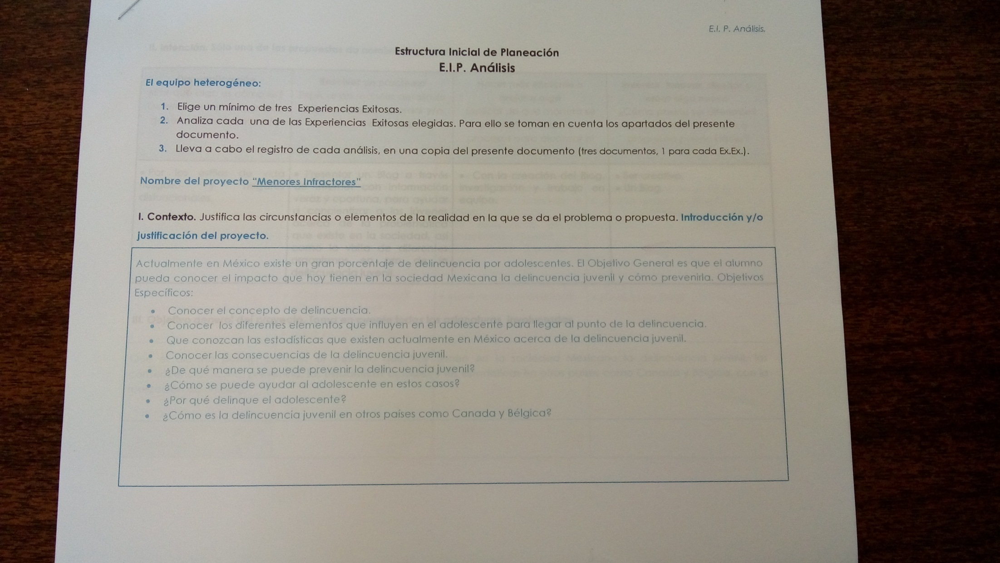 E.I. P. Análisis.
Estructura Inicial de Planeación
E.I.P. Análisis
El equipo heterogéneo:
1. Elige un mínimo de tres Experiencias Exitosas.
2. Analiza cada una de las Experiencias Exitosas elegidas. Para ello se toman en cuenta los apartados del presente
documento.
3. Lleva a cabo el registro de cada análisis, en una copia del presente documento (tres documentos, 1 para cada Ex.Ex.).
Nombre del proyecto "Menores Infractores"
I. Contexto. Justifica las circunstancias o elementos de la realidad en la que se da el problema o propuesta. Introducción y/o
justificación del proyecto.
Actualmente en México existe un gran porcentaje de delincuencia por adolescentes. El Objetivo General es que el alumno
pueda conocer el impacto que hoy tienen en la sociedad Mexicana la delincuencia juvenil y cómo prevenirla. Objetivos
Específicos:
• Conocer el concepto de delincuencia.
• Conocer los diferentes elementos que influyen en el adolescente para llegar al punto de la delincuencia.
• Que conozcan las estadísticas que existen actualmente en México acerca de la delincuencia juvenil.
• Conocer las consecuencias de la delincuencia juvenil.
• ¿De qué manera se puede prevenir la delincuencia juvenil?
• ¿Cómo se puede ayudar al adolescente en estos casos?
• ¿Por qué delinque el adolescente?
• ¿Cómo es la delincuencia juvenil en otros países como Canada y Bélgica?